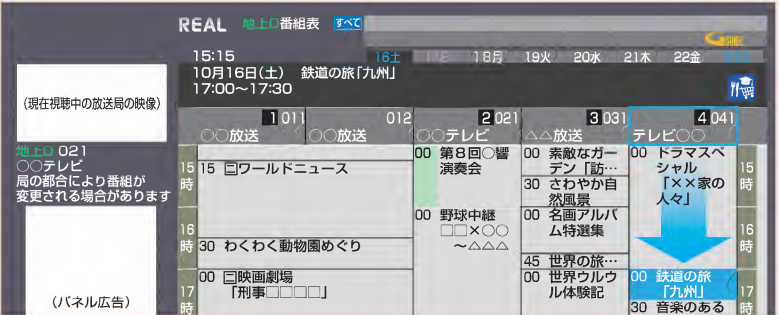 REAL 地上D番組表 すべて
15:15
16土 18月 19火 20水 21木 22金
10月16日(土) 鉄道の旅「九州」
17:00〜17:30
(現在視聴中の放送局の映像)
地上D 021
○○テレビ
局の都合により番組が
変更される場合があります
(パネル広告)
1 011 012 2 021 3 031 4 041
○○放送 ○○放送 ○○テレビ △△放送 テレビ○○
15時
16時
17時
15 ワールドニュース
30 わくわく動物園めぐり
00 映画劇場
「刑事□□□□」
00 第8回○響
演奏会
00 野球中継
□□×○○
〜△△△
00 素敵なガー
デン「訪…
30 さわやか自
然風景
00 名画アルバ
ム特選集
45 世界の旅…
00 世界ウルウ
ル体験記
00 ドラマスペ
シャル
「××家の
人々」
00 鉄道の旅
「九州」
30 音楽のある
15時
16時
17時